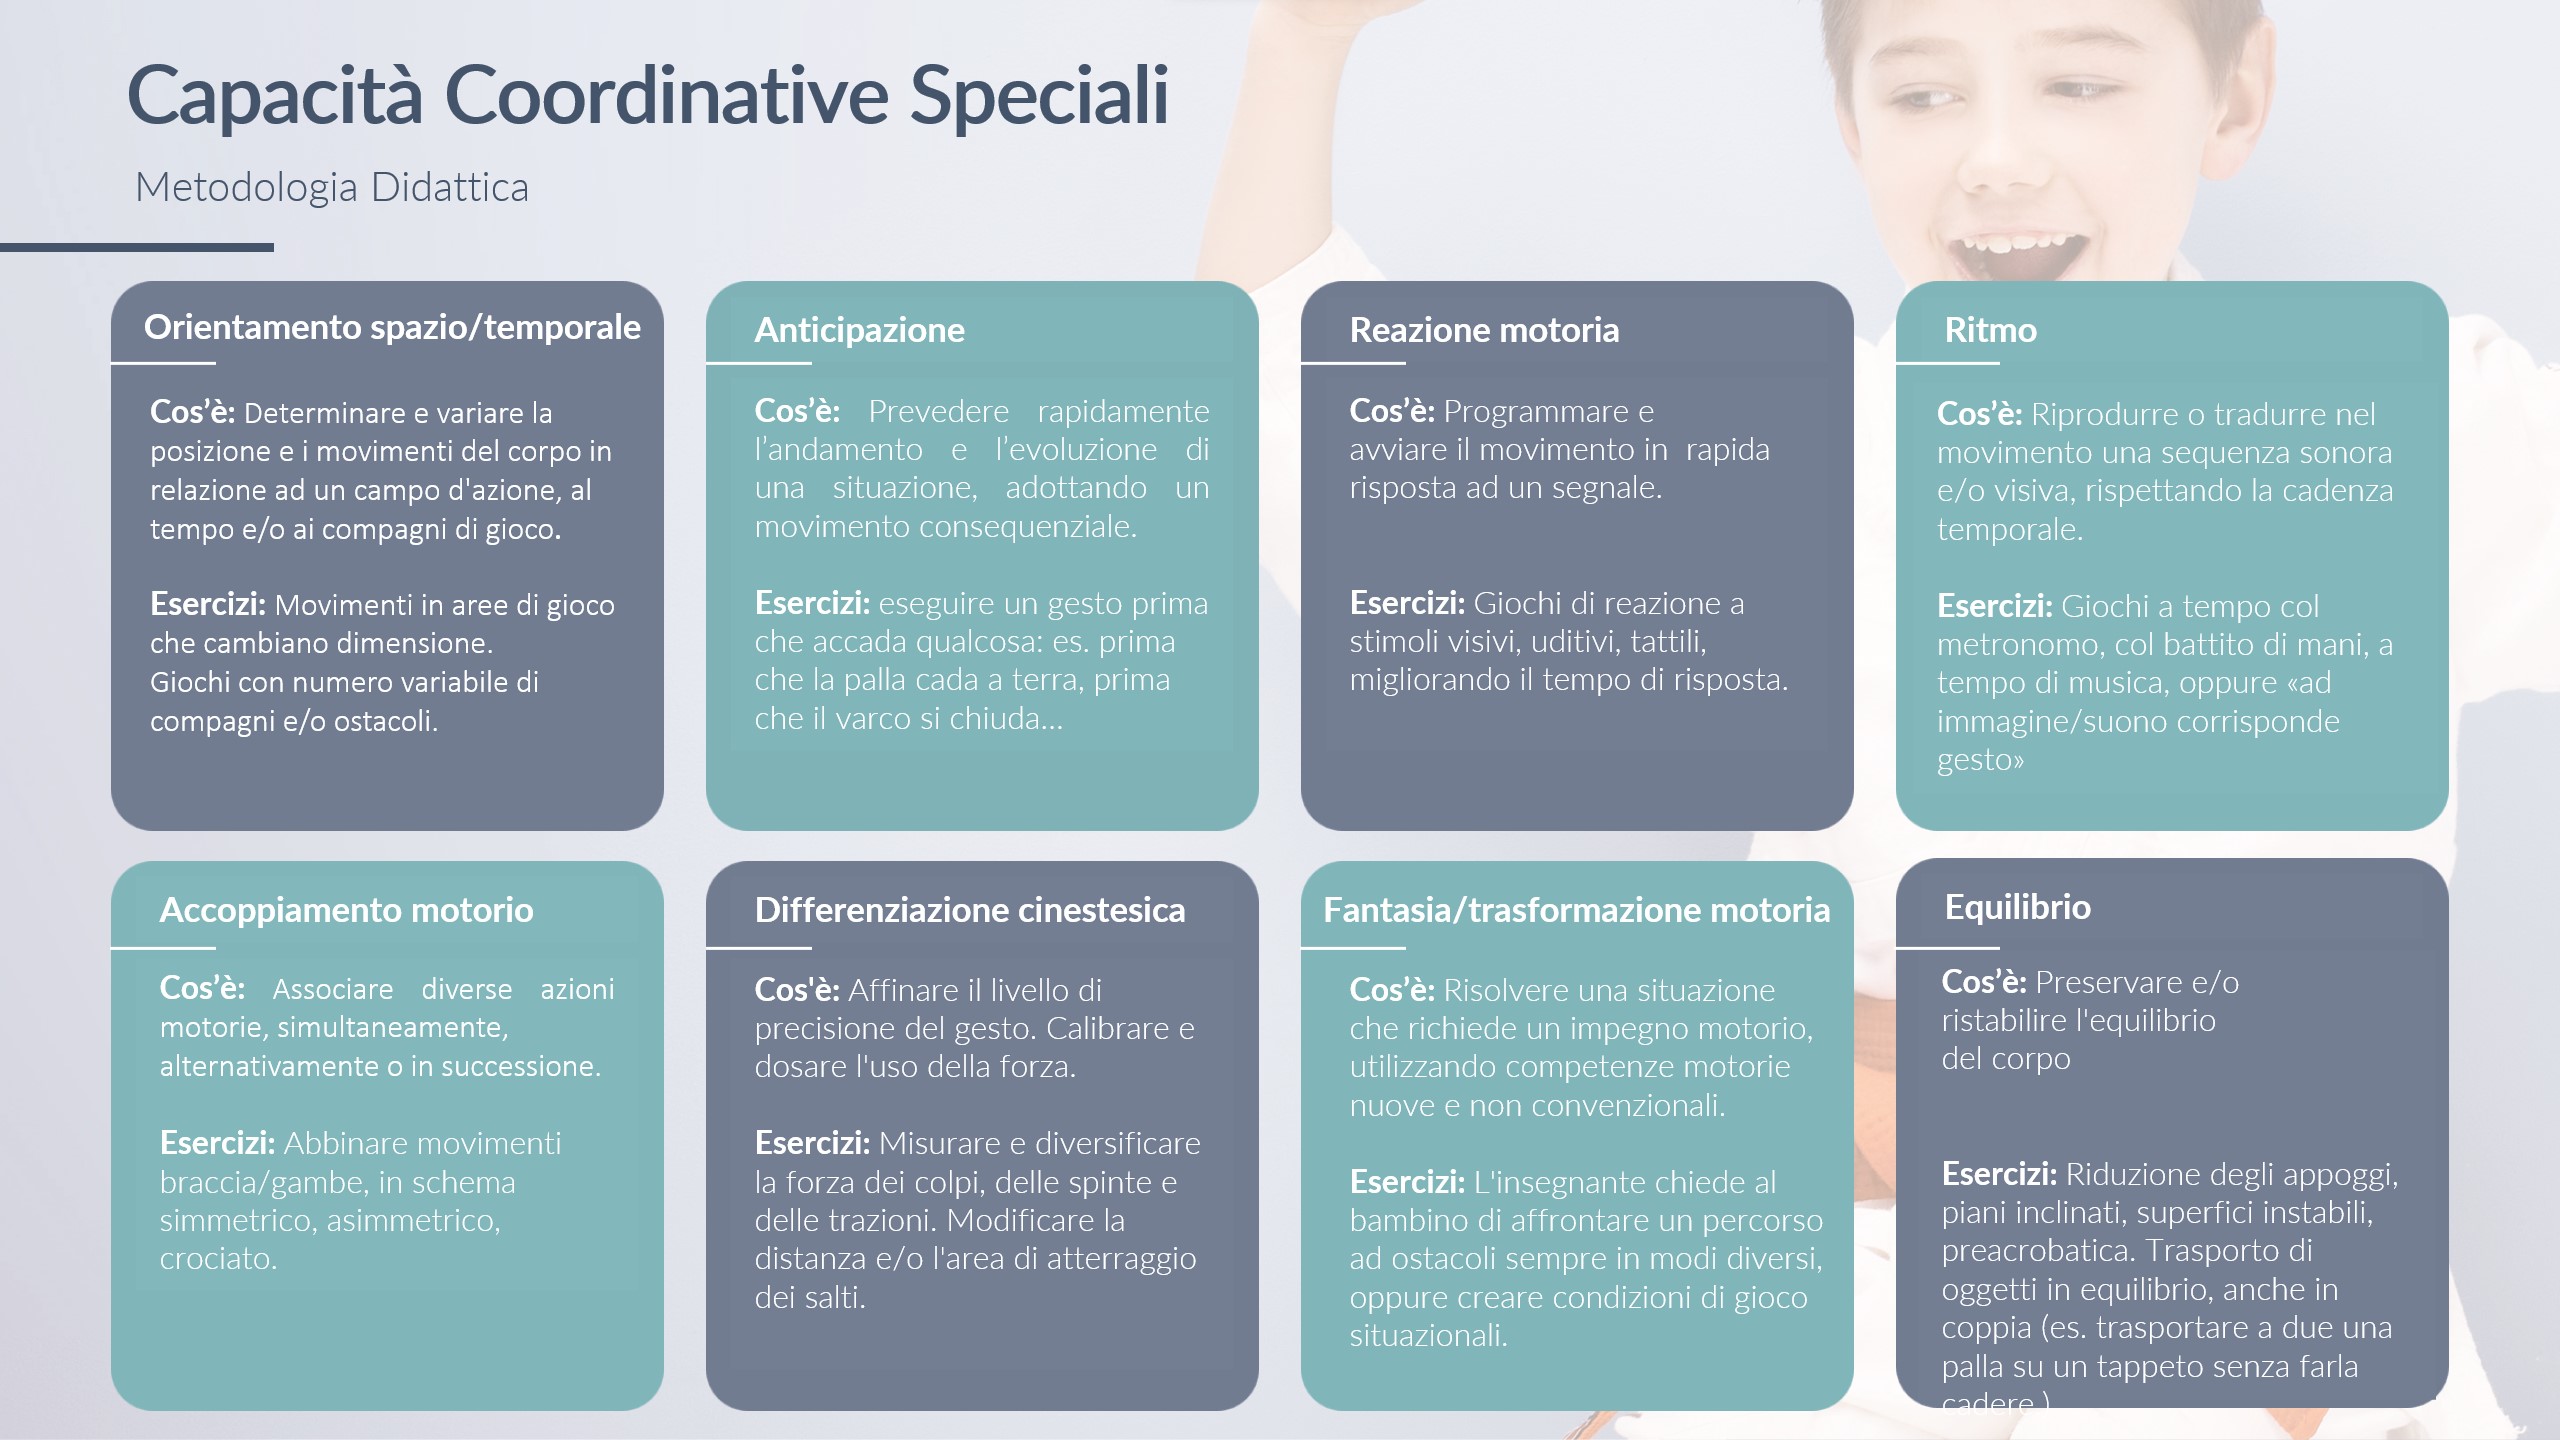 Capacità Coordinative Speciali
Metodologia Didattica
Orientamento spazio/temporale
Cos’è: Determinare e variare la
posizione e i movimenti del corpo in
relazione ad un campo d'azione, al
tempo e/o ai compagni di gioco.
Esercizi: Movimenti in aree di gioco
che cambiano dimensione.
Giochi con numero variabile di
compagni e/o ostacoli.
Anticipazione
Cos’è: Prevedere rapidamente
l’andamento e l’evoluzione di
una situazione, adottando un
movimento consequenziale.
Esercizi: eseguire un gesto prima
che accada qualcosa: es. prima
che la palla cada a terra, prima
che il varco si chiuda...
Reazione motoria
Cos’è: Programmare e
avviare il movimento in rapida
risposta ad un segnale.
Esercizi: Giochi di reazione a
stimoli visivi, uditivi, tattili,
migliorando il tempo di risposta.
Ritmo
Cos’è: Riprodurre o tradurre nel
movimento una sequenza sonora
e/o visiva, rispettando la cadenza
temporale.
Esercizi: Giochi a tempo col
metronomo, col battito di mani, a
tempo di musica, oppure «ad
immagine/suono corrisponde
gesto»
Accoppiamento motorio
Cos’è: Associare diverse azioni
motorie, simultaneamente,
alternativamente o in successione.
Esercizi: Abbinare movimenti
braccia/gambe, in schema
simmetrico, asimmetrico,
crociato.
Differenziazione cinestesica
Cos'è: Affinare il livello di
precisione del gesto. Calibrare e
dosare l'uso della forza.
Esercizi: Misurare e diversificare
la forza dei colpi, delle spinte e
delle trazioni. Modificare la
distanza e/o l'area di atterraggio
dei salti.
Fantasia/trasformazione motoria
Cos’è: Risolvere una situazione
che richiede un impegno motorio,
utilizzando competenze motorie
nuove e non convenzionali.
Esercizi: L'insegnante chiede al
bambino di affrontare un percorso
ad ostacoli sempre in modi diversi,
oppure creare condizioni di gioco
situazionali.
Equilibrio
Cos’è: Preservare e/o
ristabilire l'equilibrio
del corpo
Esercizi: Riduzione degli appoggi,
piani inclinati, superfici instabili,
preacrobatica. Trasporto di
oggetti in equilibrio, anche in
coppia (es. trasportare a due una
palla su un tappeto senza farla
cadere.)